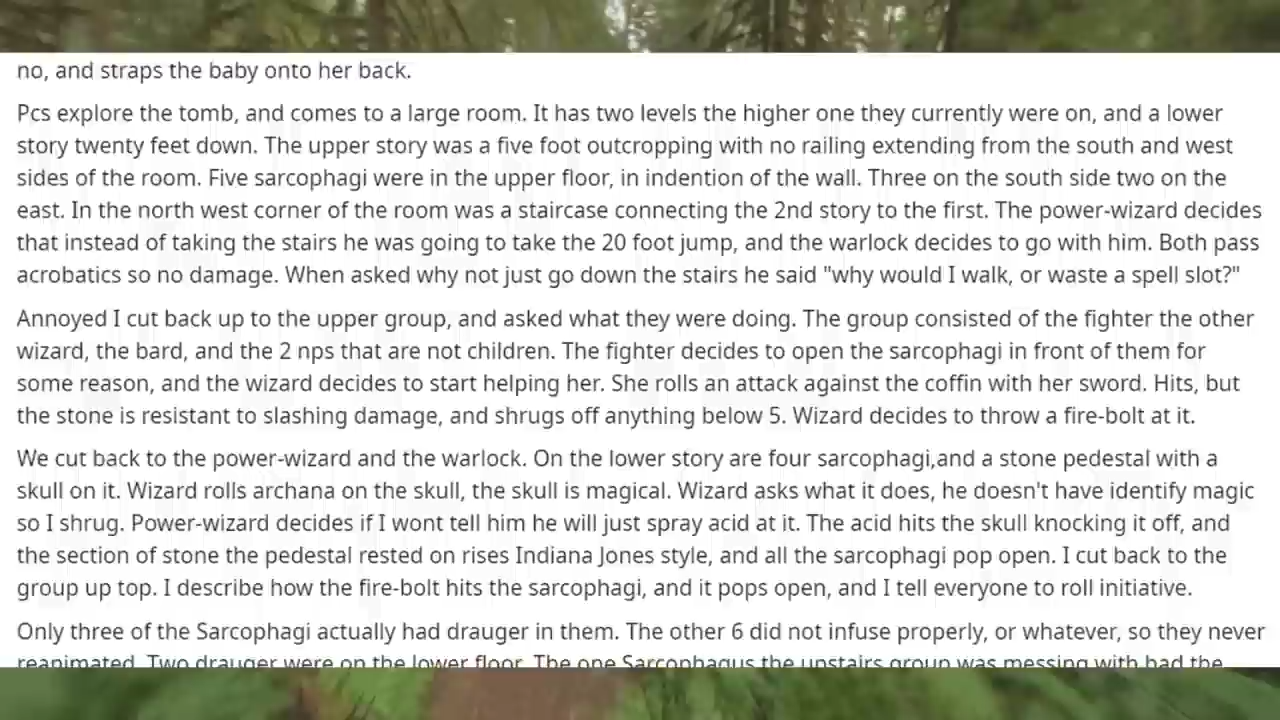 no, and straps the baby onto her back.
Pcs explore the tomb, and comes to a large room. It has two levels the higher one they currently were on, and a lower
story twenty feet down. The upper story was a five foot outcropping with no railing extending from the south and west
sides of the room. Five sarcophagi were in the upper floor, in indention of the wall. Three on the south side two on the
east. In the north west corner of the room was a staircase connecting the 2nd story to the first. The power-wizard decides
that instead of taking the stairs he was going to take the 20 foot jump, and the warlock decides to go with him. Both pass
acrobatics so no damage. When asked why not just go down the stairs he said "why would I walk, or waste a spell slot?"
Annoyed I cut back up to the upper group, and asked what they were doing. The group consisted of the fighter the other
wizard, the bard, and the 2 nps that are not children. The fighter decides to open the sarcophagi in front of them for
some reason, and the wizard decides to start helping her. She rolls an attack against the coffin with her sword. Hits, but
the stone is resistant to slashing damage, and shrugs off anything below 5. Wizard decides to throw a fire-bolt at it.
We cut back to the power-wizard and the warlock. On the lower story are four sarcophagi,and a stone pedestal with a
skull on it. Wizard rolls archana on the skull, the skull is magical. Wizard asks what it does, he doesn't have identify magic
so I shrug. Power-wizard decides if I wont tell him he will just spray acid at it. The acid hits the skull knocking it off, and
the section of stone the pedestal rested on rises Indiana Jones style, and all the sarcophagi pop open. I cut back to the
group up top. I describe how the fire-bolt hits the sarcophagi, and it pops open, and I tell everyone to roll initiative.
Only three of the Sarcophagi actually had drauger in them. The other 6 did not infuse properly, or whatever, so they never
reanimated. Two drauger were on the lower floor. The one Sarcophagus the upstairs group was messing with had the